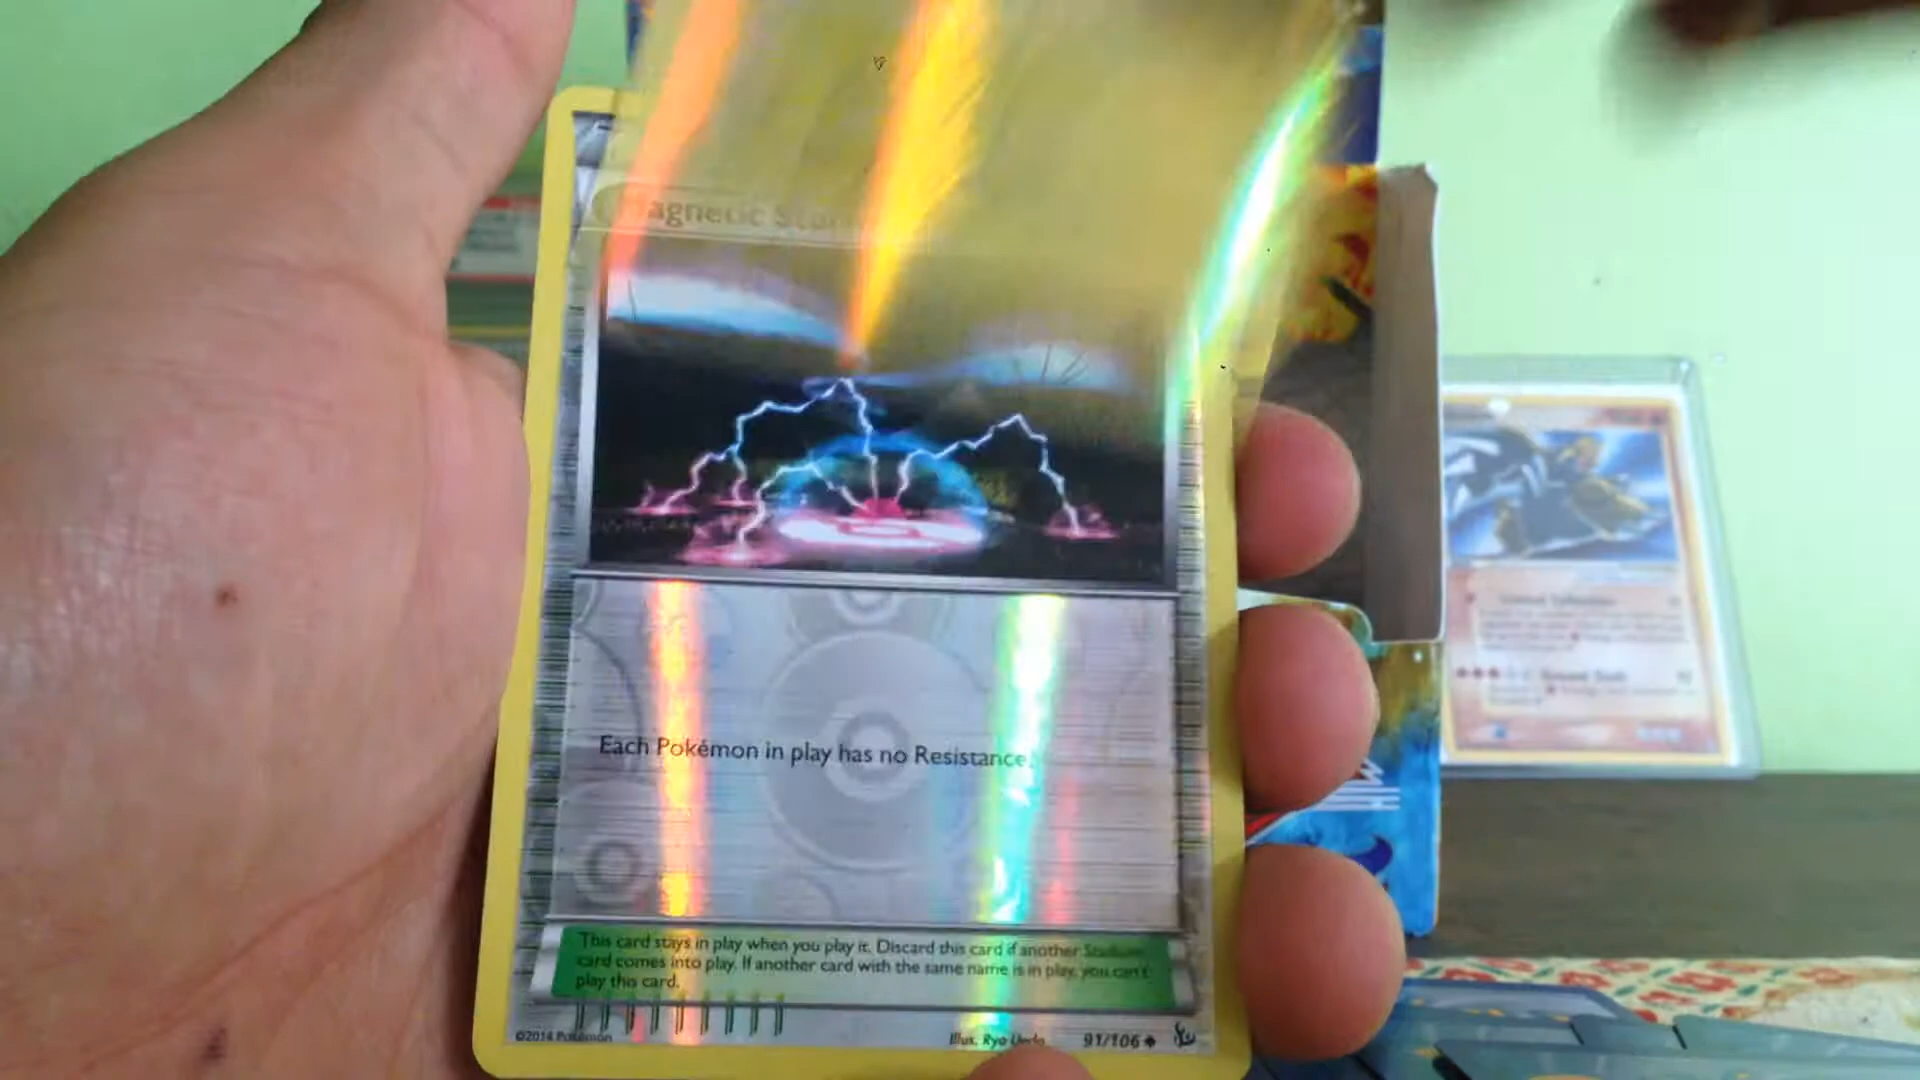 Magnetic Storm
Each Pokémon in play has no Resistance.
This card stays in play when you play it. Discard this card if another Stadium
card comes into play. If another card with the same name is in play, you can't
play this card.
©2014 Pokémon
Illus. Ryo Ueda
91/106